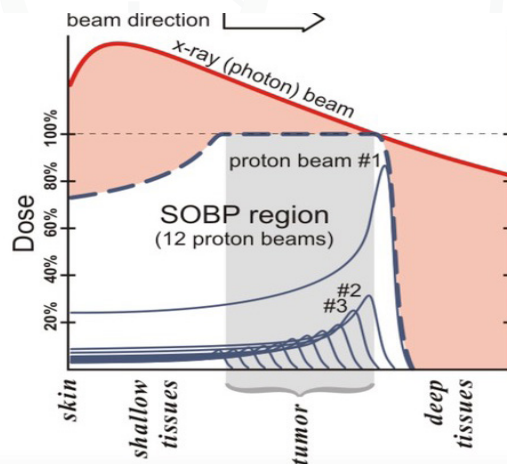 beam direction
x-ray (photon) beam
100%
80%
60%
40%
20%
Dose
proton beam #1
SOBP region
(12 proton beams)
#2
#3
skin
shallow
tissues
tumor
deep
tissues